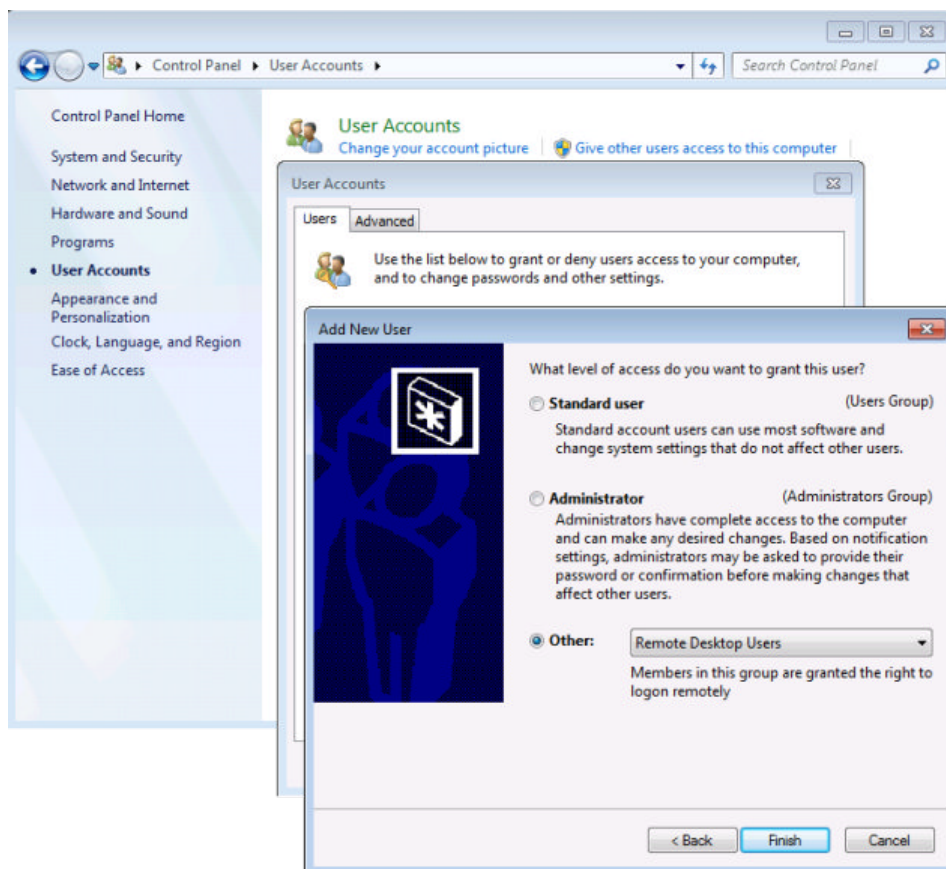 Control Panel
User Accounts
Search Control Panel
Control Panel Home
System and Security
Network and Internet
Hardware and Sound
Programs
User Accounts
Appearance and
Personalization
Clock, Language, and Region
Ease of Access
User Accounts
Change your account picture
Give other users access to this computer
User Accounts
Users
Advanced
Use the list below to grant or deny users access to your computer,
and to change passwords and other settings.
Add New User
What level of access do you want to grant this user?
Standard user (Users Group)
Standard account users can use most software and
change system settings that do not affect other users.
Administrator (Administrators Group)
Administrators have complete access to the computer
and can make any desired changes. Based on notification
settings, administrators may be asked to provide their
password or confirmation before making changes that
affect other users.
Other: Remote Desktop Users
Members in this group are granted the right to
logon remotely
< Back
Finish
Cancel